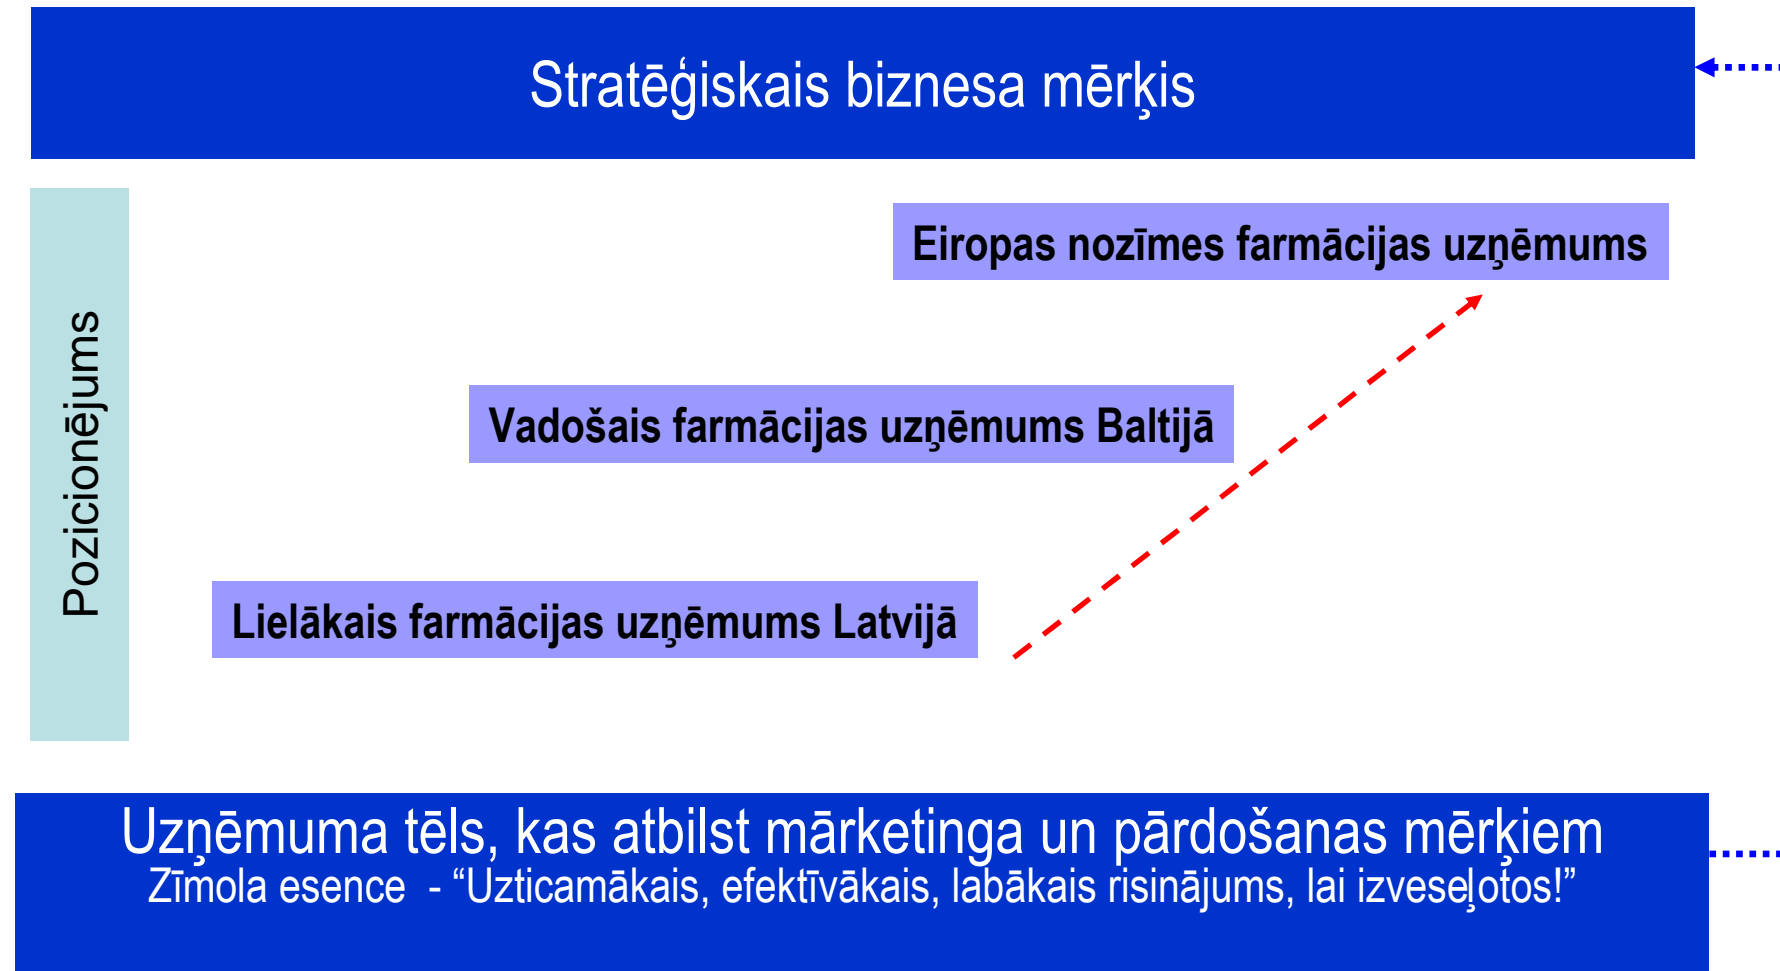 Stratēģiskais biznesa mērķis
Eiropas nozīmes farmācijas uzņēmums
Pozicionējums
Vadošais farmācijas uzņēmums Baltijā
Lielākais farmācijas uzņēmums Latvijā
Uzņēmuma tēls, kas atbilst mārketinga un pārdošanas mērķiem
Zīmola esence - “Uzticamākais, efektīvākais, labākais risinājums, lai izveseļotos!”